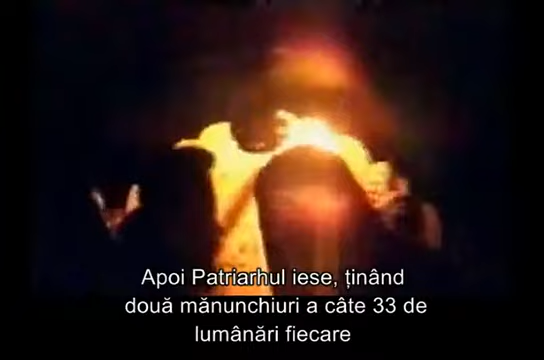 Apoi Patriarhul iese, ținând
două mănunchiuri a câte 33 de
lumânări fiecare